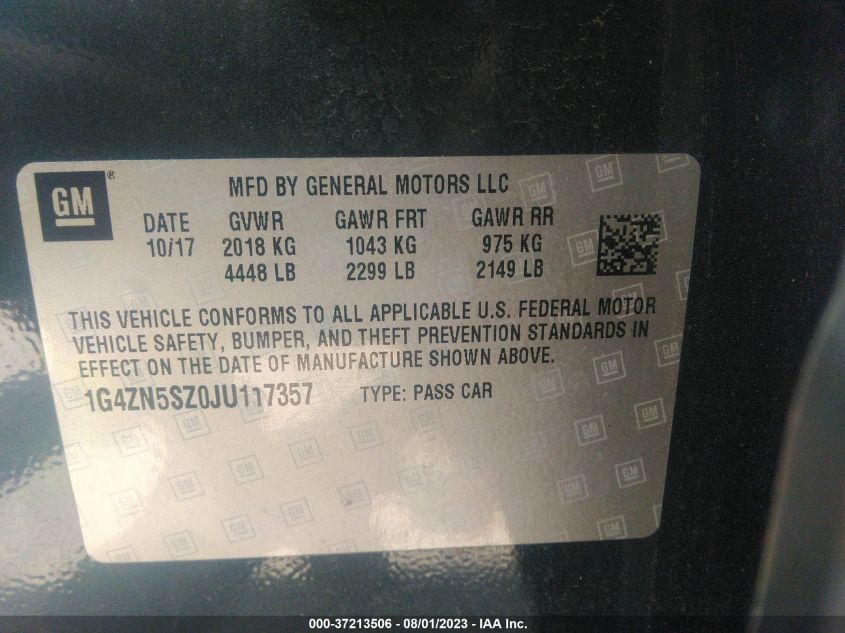 GM ®
MFD BY GENERAL MOTORS LLC
DATE GVWR GAWR FRT GAWR RR
10/17 2018 KG 1043 KG 975 KG
4448 LB 2299 LB 2149 LB
THIS VEHICLE CONFORMS TO ALL APPLICABLE U.S. FEDERAL MOTOR
VEHICLE SAFETY, BUMPER, AND THEFT PREVENTION STANDARDS IN
EFFECT ON THE DATE OF MANUFACTURE SHOWN ABOVE.
1G4ZN5SZ0JU117357 TYPE: PASS CAR
000-37213506 - 08/01/2023 - IAA Inc.